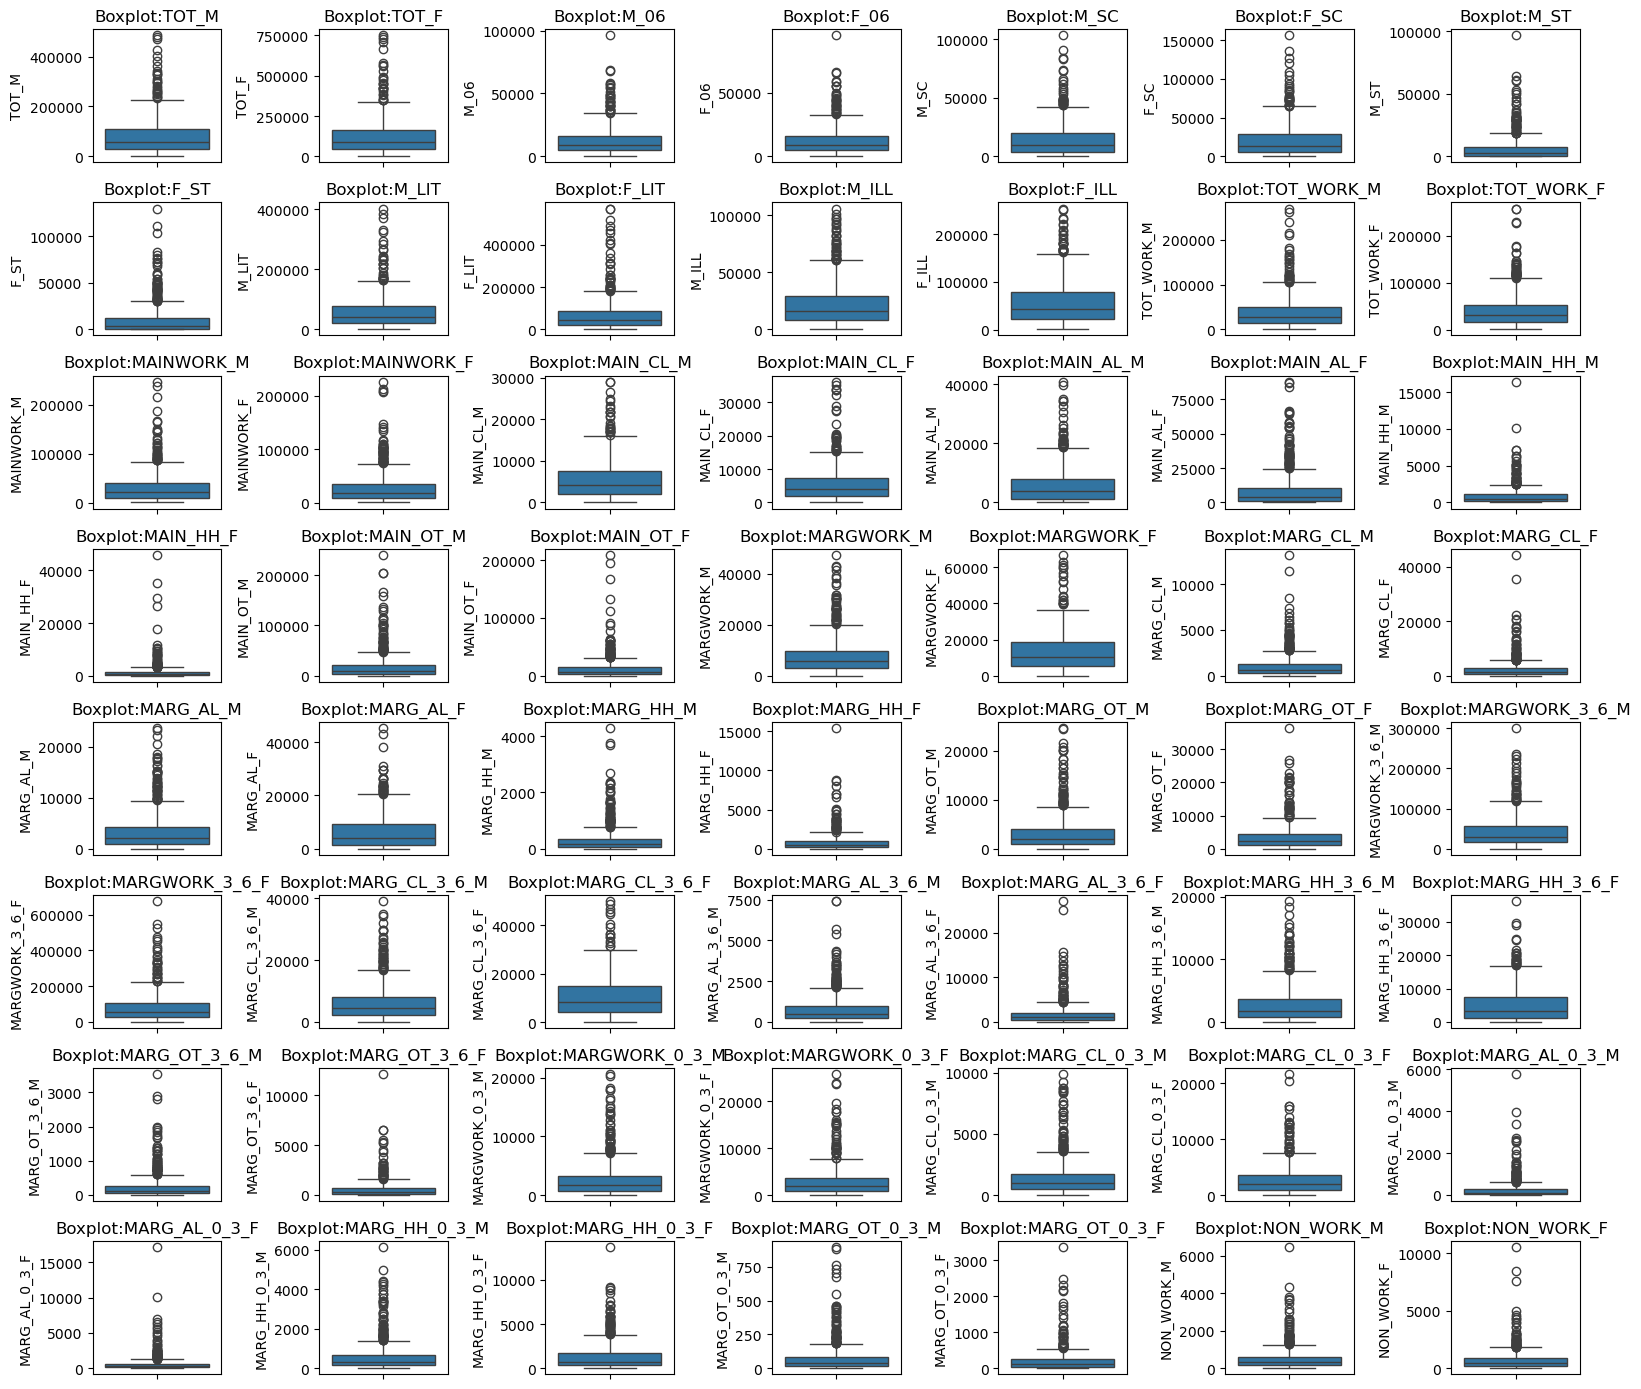 Boxplot:TOT_M Boxplot:TOT_F Boxplot:M_06 Boxplot:F_06 Boxplot:M_SC Boxplot:F_SC Boxplot:M_ST
TOT_M 400000 200000 0
TOT_F 750000 500000 250000 0
M_06 100000 50000 0
F_06 50000 0
M_SC 100000 50000 0
F_SC 150000 100000 50000 0
M_ST 100000 50000 0
Boxplot:F_ST Boxplot:M_LIT Boxplot:F_LIT Boxplot:M_ILL Boxplot:F_ILL Boxplot:TOT_WORK_M Boxplot:TOT_WORK_F
F_ST 100000 50000 0
M_LIT 400000 200000 0
F_LIT 400000 200000 0
M_ILL 100000 50000 0
F_ILL 200000 100000 0
TOT_WORK_M 200000 100000 0
TOT_WORK_F 200000 100000 0
Boxplot:MAINWORK_M Boxplot:MAINWORK_F Boxplot:MAIN_CL_M Boxplot:MAIN_CL_F Boxplot:MAIN_AL_M Boxplot:MAIN_AL_F Boxplot:MAIN_HH_M
MAINWORK_M 200000 100000 0
MAINWORK_F 200000 100000 0
MAIN_CL_M 30000 20000 10000 0
MAIN_CL_F 30000 20000 10000 0
MAIN_AL_M 40000 20000 0
MAIN_AL_F 75000 50000 25000 0
MAIN_HH_M 15000 10000 5000 0
Boxplot:MAIN_HH_F Boxplot:MAIN_OT_M Boxplot:MAIN_OT_F Boxplot:MARGWORK_M Boxplot:MARGWORK_F Boxplot:MARG_CL_M Boxplot:MARG_CL_F
MAIN_HH_F 40000 20000 0
MAIN_OT_M 200000 100000 0
MAIN_OT_F 200000 100000 0
MARGWORK_M 40000 20000 0
MARGWORK_F 60000 40000 20000 0
MARG_CL_M 10000 5000 0
MARG_CL_F 40000 20000 0
Boxplot:MARG_AL_M Boxplot:MARG_AL_F Boxplot:MARG_HH_M Boxplot:MARG_HH_F Boxplot:MARG_OT_M Boxplot:MARG_OT_F Boxplot:MARGWORK_3_6_M
MARG_AL_M 20000 10000 0
MARG_AL_F 40000 20000 0
MARG_HH_M 4000 2000 0
MARG_HH_F 15000 10000 5000 0
MARG_OT_M 20000 10000 0
MARG_OT_F 30000 20000 10000 0
MARGWORK_3_6_M 300000 200000 100000 0
Boxplot:MARGWORK_3_6_F Boxplot:MARG_CL_3_6_M Boxplot:MARG_CL_3_6_F Boxplot:MARG_AL_3_6_M Boxplot:MARG_AL_3_6_F Boxplot:MARG_HH_3_6_M Boxplot:MARG_HH_3_6_F
MARGWORK_3_6_F 600000 400000 200000 0
MARG_CL_3_6_M 40000 20000 0
MARG_CL_3_6_F 40000 20000 0
MARG_AL_3_6_M 7500 5000 2500 0
MARG_AL_3_6_F 20000 10000 0
MARG_HH_3_6_M 20000 10000 0
MARG_HH_3_6_F 30000 20000 10000 0
Boxplot:MARG_OT_3_6_M Boxplot:MARG_OT_3_6_F Boxplot:MARGWORK_0_3_M Boxplot:MARGWORK_0_3_F Boxplot:MARG_CL_0_3_M Boxplot:MARG_CL_0_3_F Boxplot:MARG_AL_0_3_M
MARG_OT_3_6_M 3000 2000 1000 0
MARG_OT_3_6_F 10000 5000 0
MARGWORK_0_3_M 20000 10000 0
MARGWORK_0_3_F 20000 10000 0
MARG_CL_0_3_M 10000 5000 0
MARG_CL_0_3_F 20000 10000 0
MARG_AL_0_3_M 6000 4000 2000 0
Boxplot:MARG_AL_0_3_F Boxplot:MARG_HH_0_3_M Boxplot:MARG_HH_0_3_F Boxplot:MARG_OT_0_3_M Boxplot:MARG_OT_0_3_F Boxplot:NON_WORK_M Boxplot:NON_WORK_F
MARG_AL_0_3_F 15000 10000 5000 0
MARG_HH_0_3_M 6000 4000 2000 0
MARG_HH_0_3_F 10000 5000 0
MARG_OT_0_3_M 750 500 250 0
MARG_OT_0_3_F 3000 2000 1000 0
NON_WORK_M 6000 4000 2000 0
NON_WORK_F 10000 5000 0